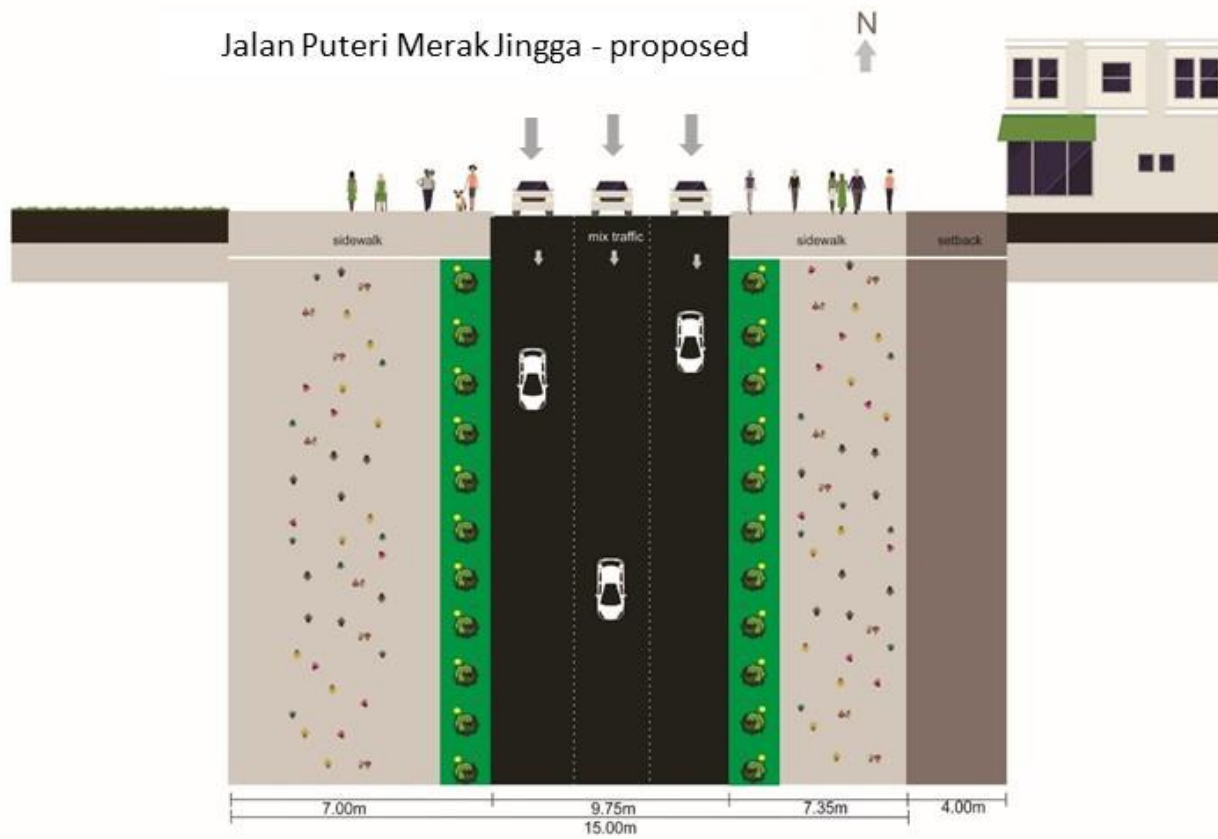 Jalan Puteri Merak Jingga - proposed
N
sidewalk
mix traffic
sidewalk
setback
7.00m
9.75m
7.35m
4.00m
15.00m